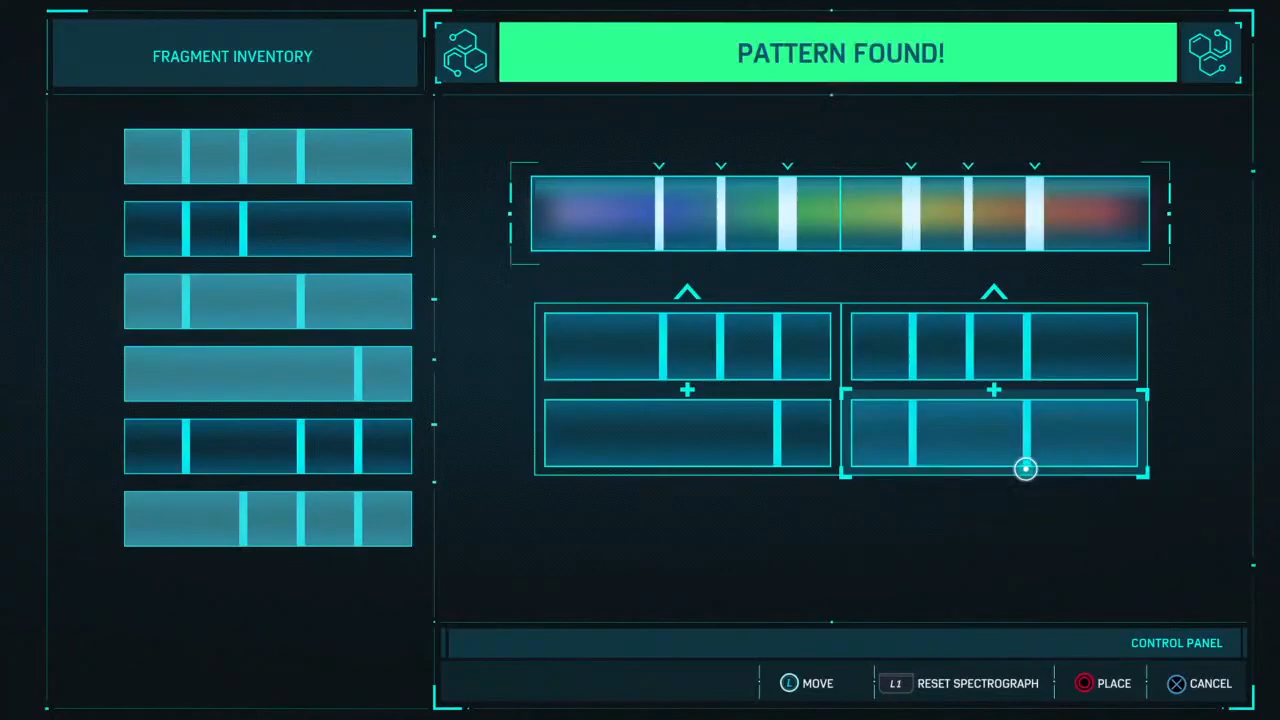 FRAGMENT INVENTORY
PATTERN FOUND!
CONTROL PANEL
L MOVE
L1 RESET SPECTROGRAPH
PLACE
CANCEL